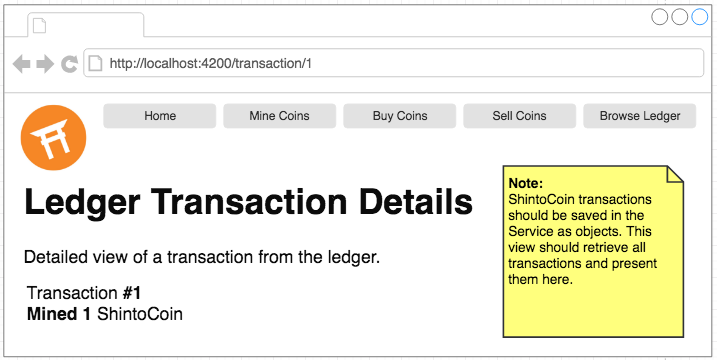 http://localhost:4200/transaction/1
Home
Mine Coins
Buy Coins
Sell Coins
Browse Ledger
Ledger Transaction Details
Detailed view of a transaction from the ledger.
Transaction #1
Mined 1 ShintoCoin
Note:
ShintoCoin transactions
should be saved in the
Service as objects. This
view should retrieve all
transactions and present
them here.